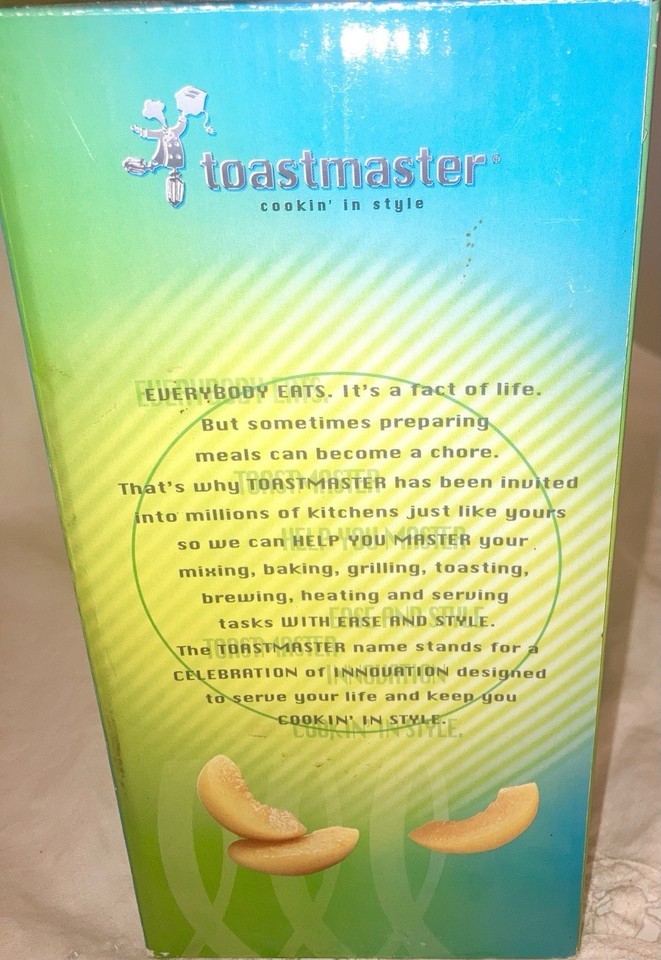 toastmaster®
cookin' in style
EVERYBODY EATS. It's a fact of life.
But sometimes preparing
meals can become a chore.
That's why TOASTMASTER has been invited
into millions of kitchens just like yours
so we can HELP YOU MASTER your
mixing, baking, grilling, toasting,
brewing, heating and serving
tasks WITH EASE AND STYLE.
The TOASTMASTER name stands for a
CELEBRATION of INNOVATION designed
to serve your life and keep you
COOKIN' IN STYLE.